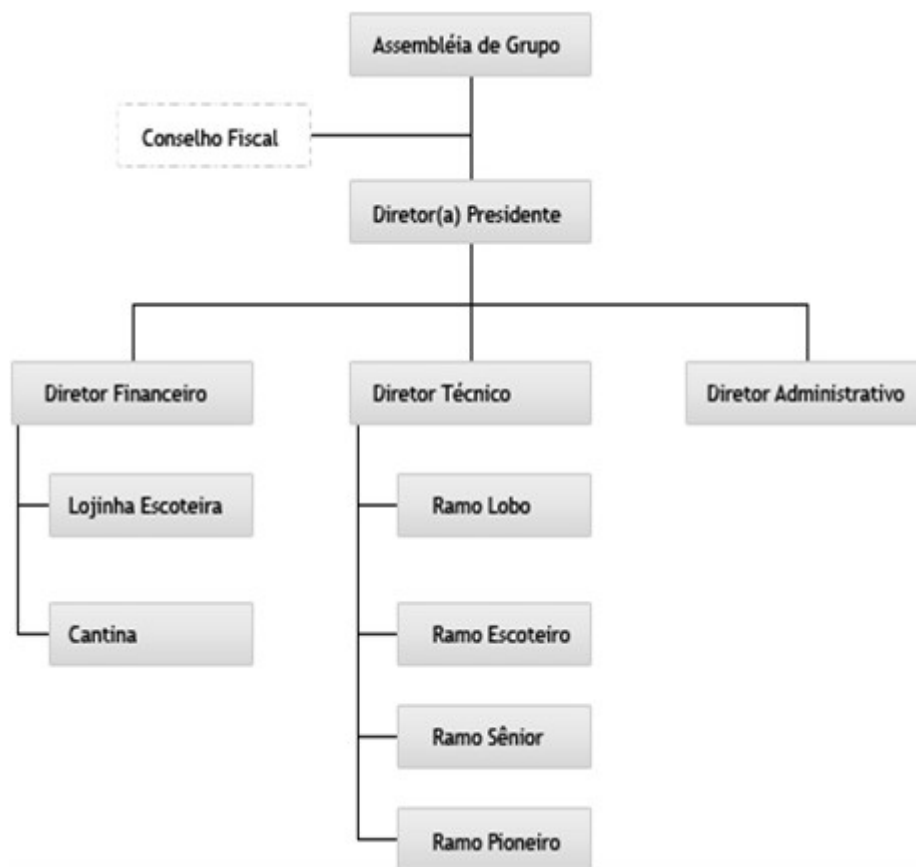 Assembléia de Grupo
Conselho Fiscal
Diretor(a) Presidente
Diretor Financeiro
Diretor Técnico
Diretor Administrativo
Lojinha Escoteira
Ramo Lobo
Cantina
Ramo Escoteiro
Ramo Sênior
Ramo Pioneiro